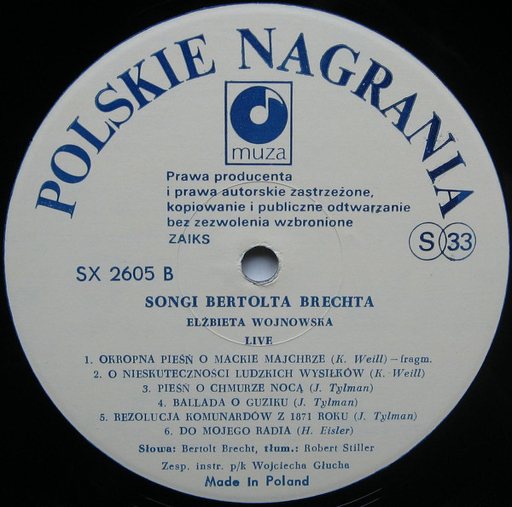 POLSKIE NAGRANIA
muza
Prawa producenta
i prawa autorskie zastrzeżone,
kopiowanie i publiczne odtwarzanie
bez zezwolenia wzbronione
ZAIKS
S 33
SX 2605 B
SONGI BERTOLTA BRECHTA
ELŻBIETA WOJNOWSKA
LIVE
1. OKROPNA PIEŚŃ O MACKIE MAJCHRZE (K. Weill) – fragm.
2. O NIESKUTECZNOŚCI LUDZKICH WYSIŁKÓW (K. Weill)
3. PIEŚŃ O CHMURZE NOCĄ (J. Tylman)
4. BALLADA O GUZIKU (J. Tylman)
5. REZOLUCJA KOMUNARDÓW Z 1871 ROKU (J. Tylman)
6. DO MOJEGO RADIA (H. Eisler)
Słowa: Bertolt Brecht, tłum.: Robert Stiller
Zesp. instr. p/k Wojciecha Głucha
Made In Poland